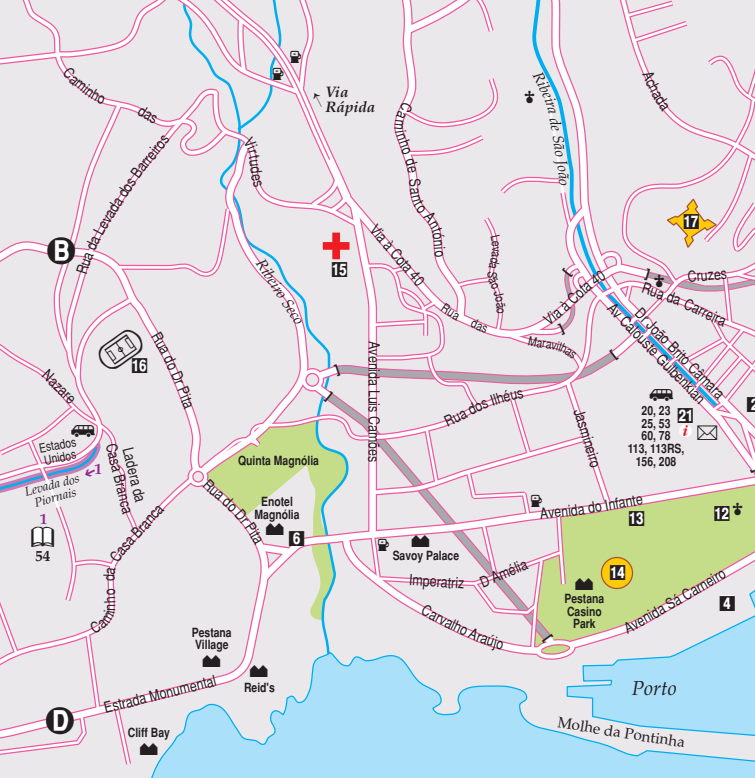 Caminho das
Virtudes
Rua da Levada dos Barreiros
Via
Rápida
Caminho de Santo António
Ribeira de São João
Achada
17
B
15
Via à Cota 40
Levada
São João
Ribeiro Seco
Rua das
Maravilhas
Via à Cota 40
Cruzes
Rua da Carreira
Dr João Brito Câmara
Av Calouste Gulbenkian
16
Rua do Dr Pita
Nazare
Avenida Luis Camões
Rua dos Ilhéus
Jasmineiro
20, 23
25, 53
60, 78
113, 113RS,
156, 208
21
i
2
Estados
Unidos
Levada dos
Piornais
1
Ladera da
Casa Branca
1
54
Quinta Magnólia
Rua do Dr Pita
Enotel
Magnólia
6
Avenida do Infante
13
12
Savoy Palace
Imperatriz D Amélia
14
Pestana
Casino
Park
Caminho da Casa Branca
Carvalho Araújo
Avenida Sá Carneiro
4
Pestana
Village
Reid's
Estrada Monumental
D
Cliff Bay
Porto
Molhe da Pontinha